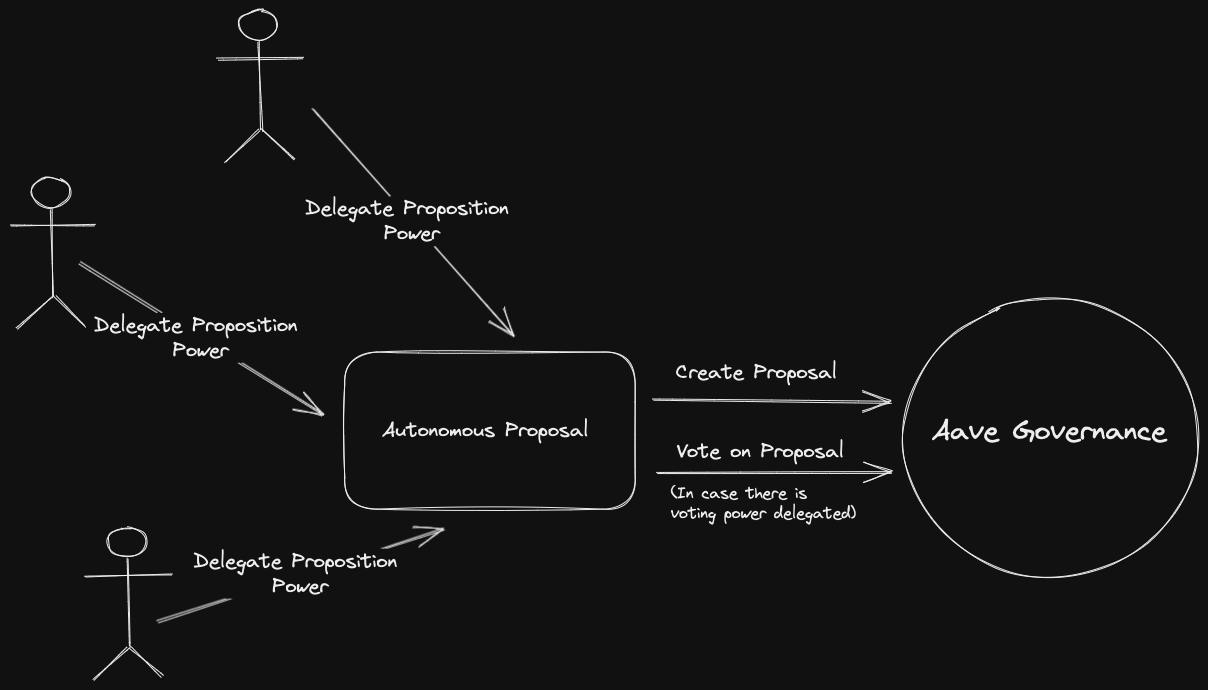 Delegate Proposition
Power
Delegate Proposition
Power
Create Proposal
Autonomous Proposal
Aave Governance
Vote on Proposal
(In case there is
voting power delegated)
Delegate Proposition
Power